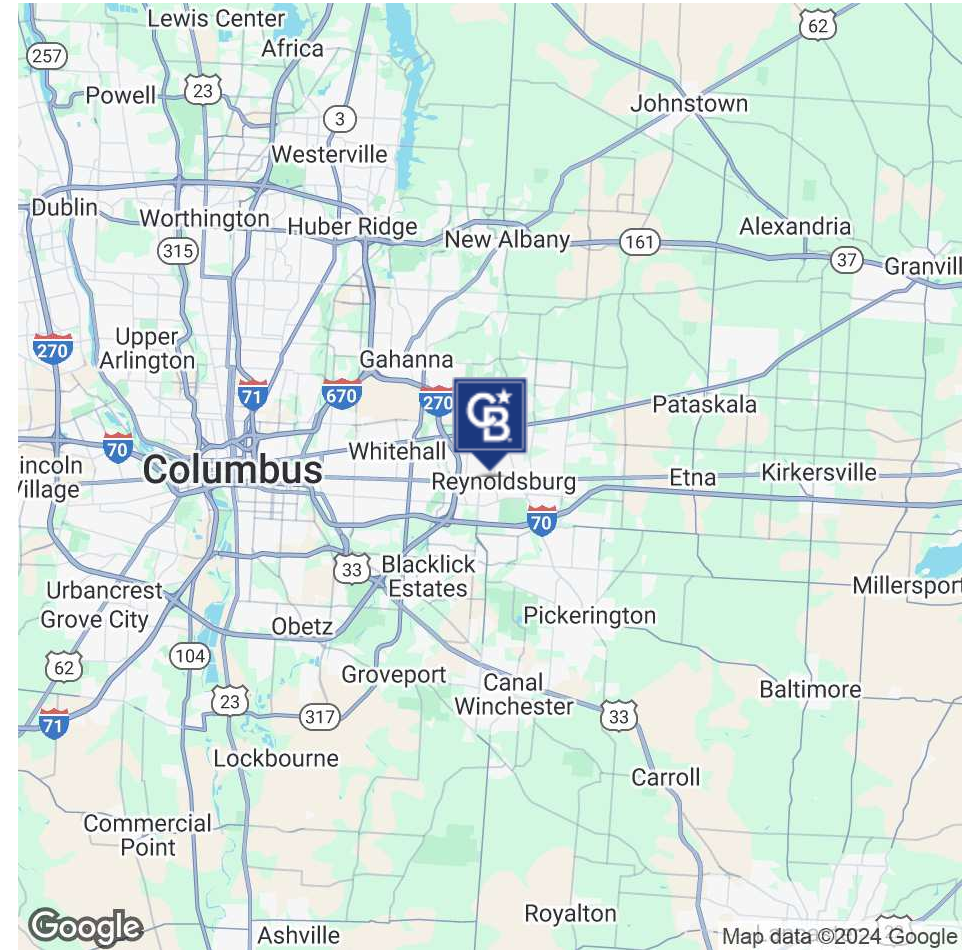 Lewis Center
62
Africa
257
Powell
23
Johnstown
3
Westerville
Dublin
Worthington
Huber Ridge
New Albany
161
Alexandria
315
37
Granvill
Upper
Arlington
270
Gahanna
71
670
270
CB
Pataskala
70
Whitehall
incoln
Village
Columbus
Reynoldsburg
Etna
Kirkersville
70
33
Blacklick
Estates
Urbancrest
Millersport
Grove City
Obetz
Pickerington
104
62
Groveport
Canal
Winchester
Baltimore
23
317
33
71
Lockbourne
Carroll
Commercial
Point
Royalton
Google
Ashville
Map data ©2024 Google